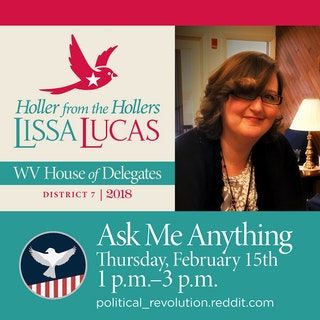 Holler from the Hollers
LISSA LUCAS
WV House of Delegates
DISTRICT 7 | 2018
Ask Me Anything
Thursday, February 15th
1 p.m.–3 p.m.
political_revolution.reddit.com